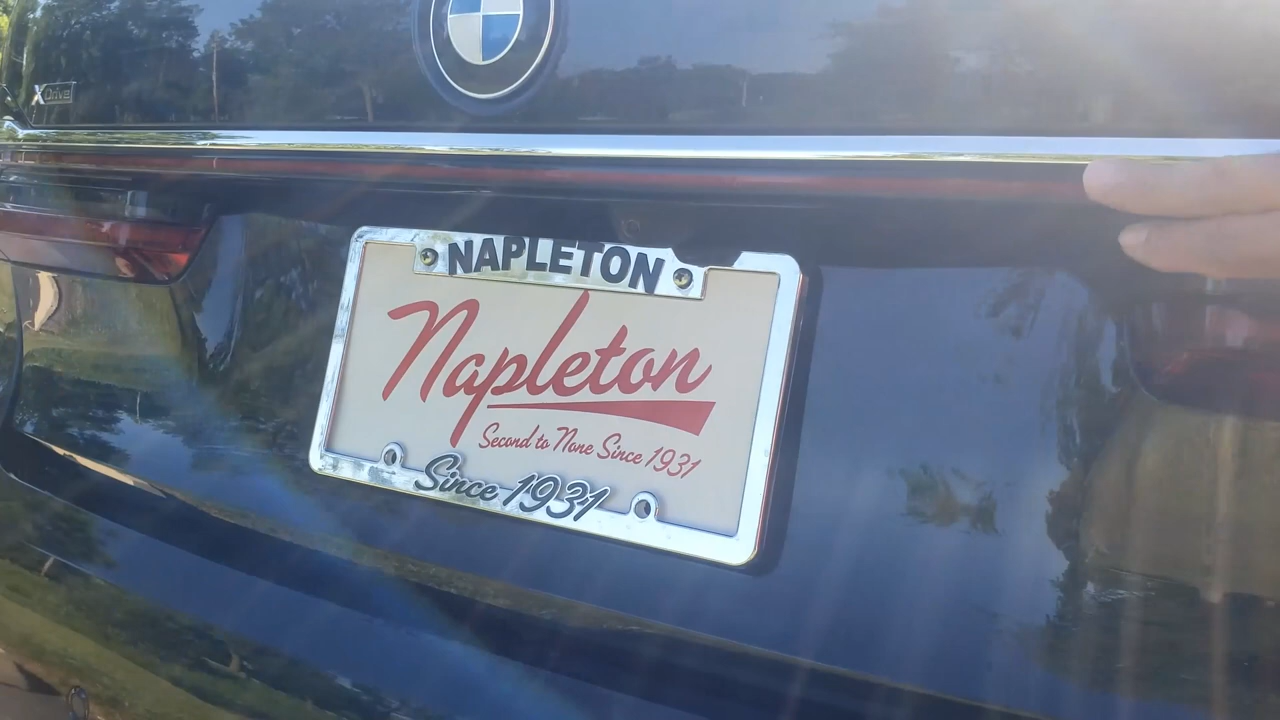 xDrive
NAPLETON
Napleton
Second to None Since 1931
Since 1931